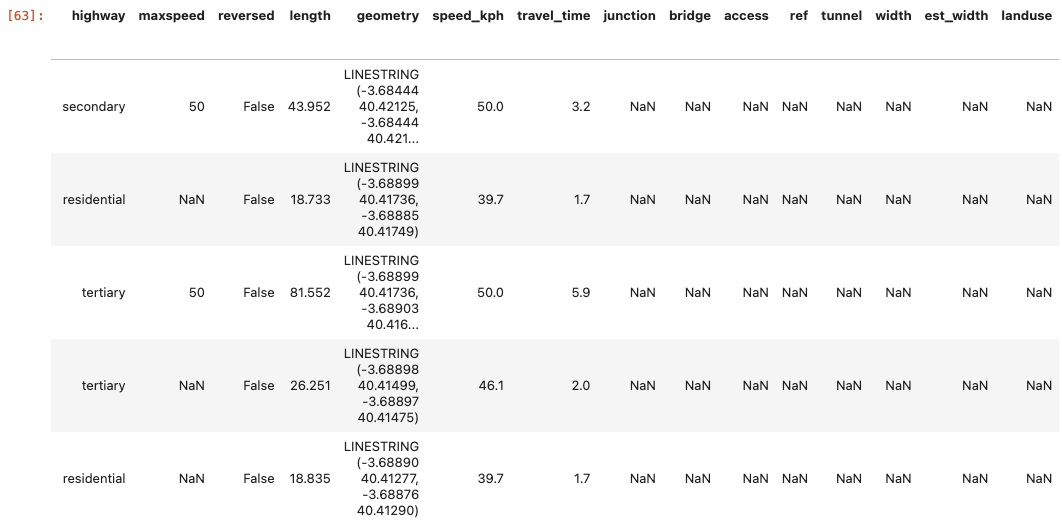 [63]: highway maxspeed reversed length geometry speed_kph travel_time junction bridge access ref tunnel width est_width landuse
LINESTRING
(-3.68444
secondary 50 False 43.952 40.42125, 50.0 3.2 NaN NaN NaN NaN NaN NaN NaN NaN
-3.68444
40.421...
LINESTRING
(-3.68899
residential NaN False 18.733 40.41736, 39.7 1.7 NaN NaN NaN NaN NaN NaN NaN NaN
-3.68885
40.41749)
LINESTRING
(-3.68899
tertiary 50 False 81.552 40.41736, 50.0 5.9 NaN NaN NaN NaN NaN NaN NaN NaN
-3.68903
40.416...
LINESTRING
(-3.68898
tertiary NaN False 26.251 40.41499, 46.1 2.0 NaN NaN NaN NaN NaN NaN NaN NaN
-3.68897
40.41475)
LINESTRING
(-3.68890
residential NaN False 18.835 40.41277, 39.7 1.7 NaN NaN NaN NaN NaN NaN NaN NaN
-3.68876
40.41290)